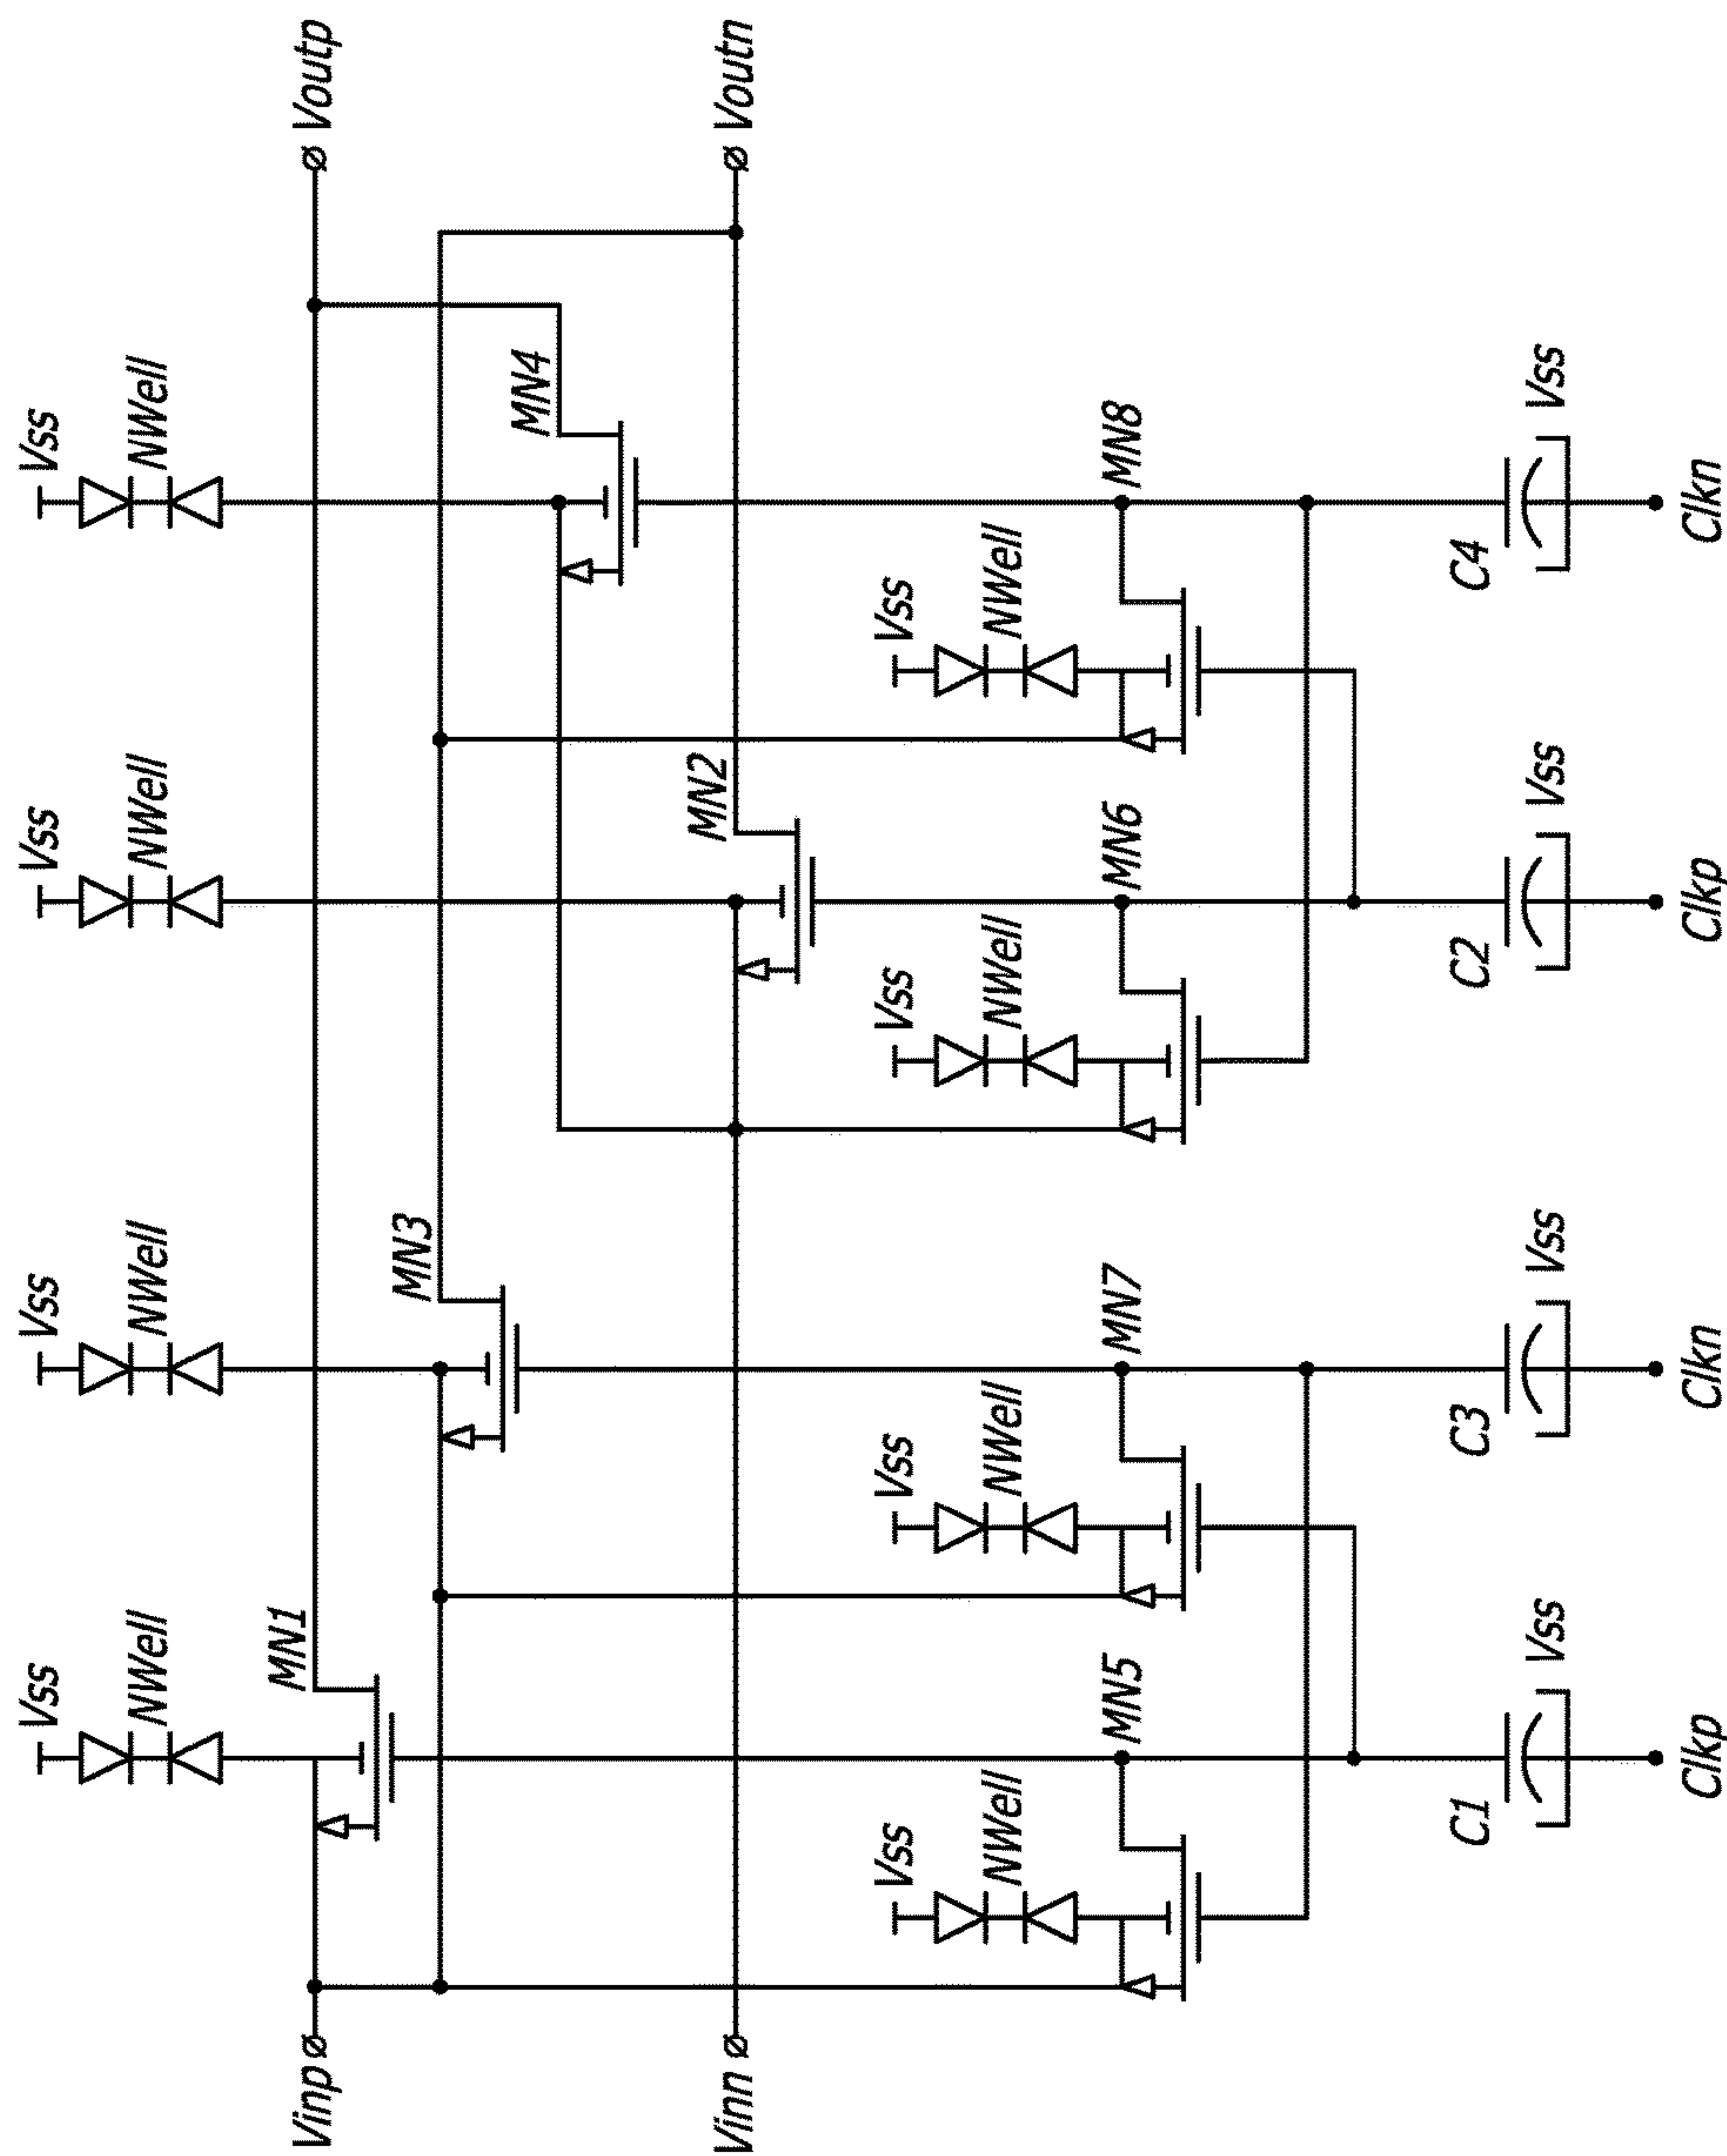 Vss
Vss
Vss
Vss
NWell
NWell
NWell
NWell
Vinp ø
ø Voutp
MN1
MN3
MN4
Vinn ø
MN2
ø Voutn
Vss
Vss
Vss
Vss
NWell
NWell
NWell
NWell
MN5
MN7
MN6
MN8
C1
C3
C2
C4
Vss
Vss
Vss
Vss
Clkp
Clkn
Clkp
Clkn